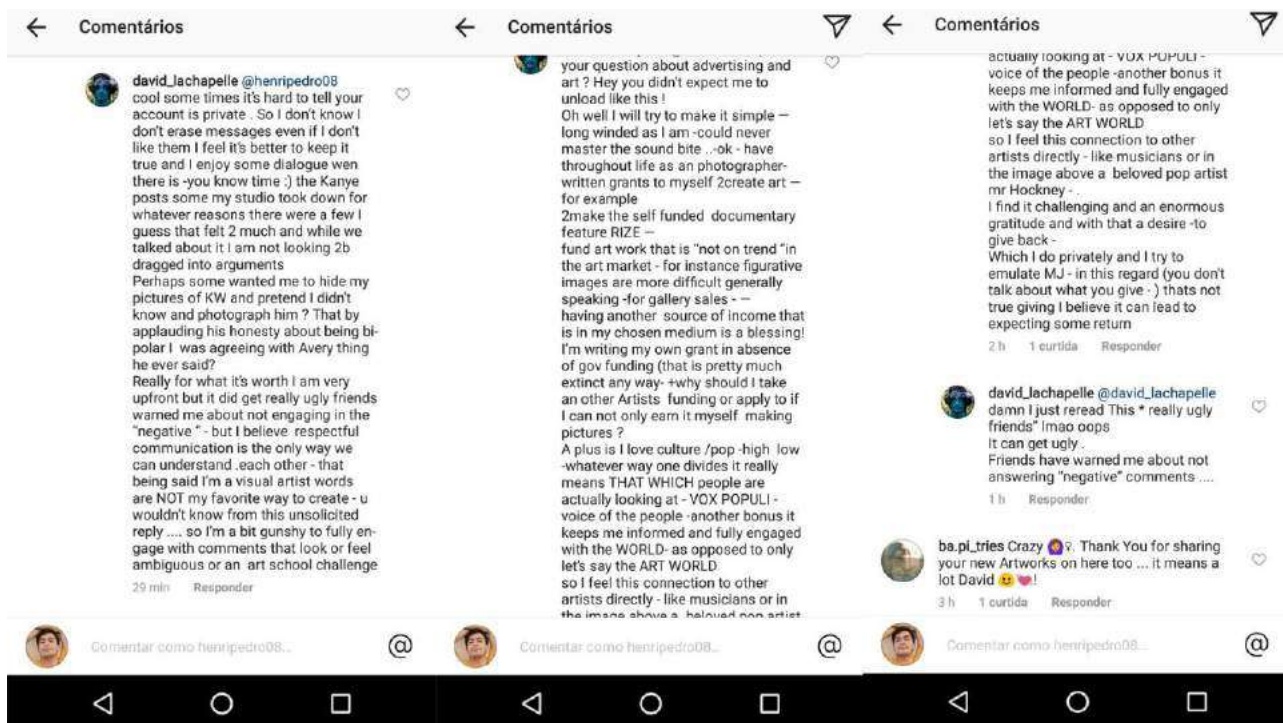 Comentários
david_lachapelle @henripedro08
cool some times it's hard to tell your
account is private . So I don't know I
don't erase messages even if I don't
like them I feel it's better to keep it
true and I enjoy some dialogue wen
there is -you know time :) the Kanye
posts some my studio took down for
whatever reasons there were a few I
guess that felt 2 much and while we
talked about it I am not looking 2b
dragged into arguments
Perhaps some wanted me to hide my
pictures of KW and pretend I didn't
know and photograph him ? That by
applauding his honesty about being bi-
polar I was agreeing with Avery thing
he ever said?
Really for what it's worth I am very
upfront but it did get really ugly friends
warned me about not engaging in the
"negative " - but I believe respectful
communication is the only way we
can understand .each other - that
being said I'm a visual artist words
are NOT my favorite way to create - u
wouldn't know from this unsolicited
reply .... so I'm a bit gunshy to fully en-
gage with comments that look or feel
ambiguous or an art school challenge
29 min Responder
Comentar como henripedro08...
@
Comentários
your question about advertising and
art ? Hey you didn't expect me to
unload like this !
Oh well I will try to make it simple —
long winded as I am -could never
master the sound bite ..-ok - have
throughout life as an photographer-
written grants to myself 2create art —
for example
2make the self funded documentary
feature RIZE —
fund art work that is "not on trend "in
the art market - for instance figurative
images are more difficult generally
speaking -for gallery sales - —
having another source of income that
is in my chosen medium is a blessing!
I'm writing my own grant in absence
of gov funding (that is pretty much
extinct any way- +why should I take
an other Artists funding or apply to if
I can not only earn it myself making
pictures ?
A plus is I love culture /pop -high low
-whatever way one divides it really
means THAT WHICH people are
actually looking at - VOX POPULI -
voice of the people -another bonus it
keeps me informed and fully engaged
with the WORLD- as opposed to only
let's say the ART WORLD
so I feel this connection to other
artists directly - like musicians or in
the image above a beloved pop artist
Comentar como henripedro08...
@
Comentários
actually looking at - VOX POPULI -
voice of the people -another bonus it
keeps me informed and fully engaged
with the WORLD- as opposed to only
let's say the ART WORLD
so I feel this connection to other
artists directly - like musicians or in
the image above a beloved pop artist
mr Hockney - .
I find it challenging and an enormous
gratitude and with that a desire -to
give back -
Which I do privately and I try to
emulate MJ - in this regard (you don't
talk about what you give - ) thats not
true giving I believe it can lead to
expecting some return
2 h 1 curtida Responder
david_lachapelle @david_lachapelle
damn I just reread This * really ugly
friends" lmao oops
It can get ugly .
Friends have warned me about not
answering "negative" comments ....
1 h Responder
ba.pi_tries Crazy 🙆‍♀. Thank You for sharing
your new Artworks on here too ... it means a
lot David 😊💗!
3 h 1 curtida Responder
Comentar como henripedro08...
@